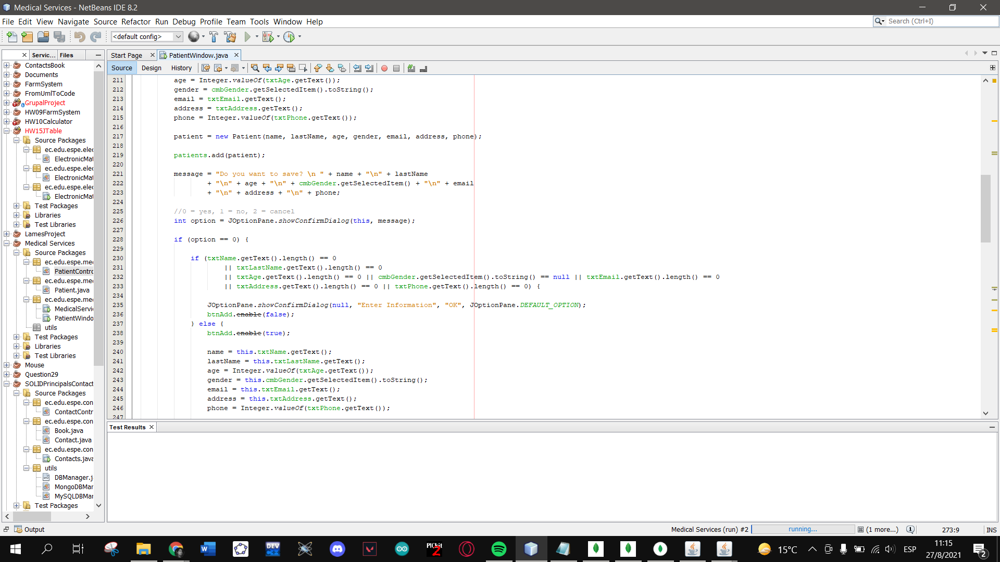 Medical Services - NetBeans IDE 8.2
File Edit View Navigate Source Refactor Run Debug Profile Team Tools Window Help
Search (Ctrl+I)
<default config>
Servic... Files
Start Page PatientWindow.java
Source Design History
ContactsBook
Documents
FarmSystem
FromUmlToCode
GrupalProject
HW09FarmSystem
HW10Calculator
HW15JTable
Source Packages
ec.edu.espe.elec
ElectronicMat
ec.edu.espe.elec
ElectronicMat
ec.edu.espe.elec
ElectronicMat
Test Packages
Libraries
Test Libraries
LamesProject
Medical Services
Source Packages
ec.edu.espe.med
PatientContro
ec.edu.espe.med
Patient.java
ec.edu.espe.med
MedicalServi
PatientWindo
utils
Test Packages
Libraries
Test Libraries
Mouse
Question29
SOLIDPrincipalsContact
Source Packages
ec.edu.espe.con
ContactContr
ec.edu.espe.con
Book.java
Contact.java
ec.edu.espe.con
Contacts.java
utils
DBManager.j
MongoDBMan
MySQLDBMan
Test Packages
211 age = Integer.valueOf(txtAge.getText());
212 gender = cmbGender.getSelectedItem().toString();
213 email = txtEmail.getText();
214 address = txtAddress.getText();
215 phone = Integer.valueOf(txtPhone.getText());
216
217 patient = new Patient(name, lastName, age, gender, email, address, phone);
218
219 patients.add(patient);
220
221 message = "Do you want to save? \n " + name + "\n" + lastName
222 + "\n" + age + "\n" + cmbGender.getSelectedItem() + "\n" + email
223 + "\n" + address + "\n" + phone;
224
225 //0 = yes, 1 = no, 2 = cancel
226 int option = JOptionPane.showConfirmDialog(this, message);
227
228 if (option == 0) {
229
230 if (txtName.getText().length() == 0
231 || txtLastName.getText().length() == 0
232 || txtAge.getText().length() == 0 || cmbGender.getSelectedItem().toString() == null || txtEmail.getText().length() == 0
233 || txtAddress.getText().length() == 0 || txtPhone.getText().length() == 0) {
234
235 JOptionPane.showConfirmDialog(null, "Enter Information", "OK", JOptionPane.DEFAULT_OPTION);
236 btnAdd.enable(false);
237 } else {
238 btnAdd.enable(true);
239
240 name = this.txtName.getText();
241 lastName = this.txtLastName.getText();
242 age = Integer.valueOf(txtAge.getText());
243 gender = this.cmbGender.getSelectedItem().toString();
244 email = this.txtEmail.getText();
245 address = this.txtAddress.getText();
246 phone = Integer.valueOf(txtPhone.getText());
247
Test Results
Output
Medical Services (run) #2 running... (1 more...) 1 273:9 INS
DEV
PICkit 2
15°C ESP 11:15
27/8/2021
2